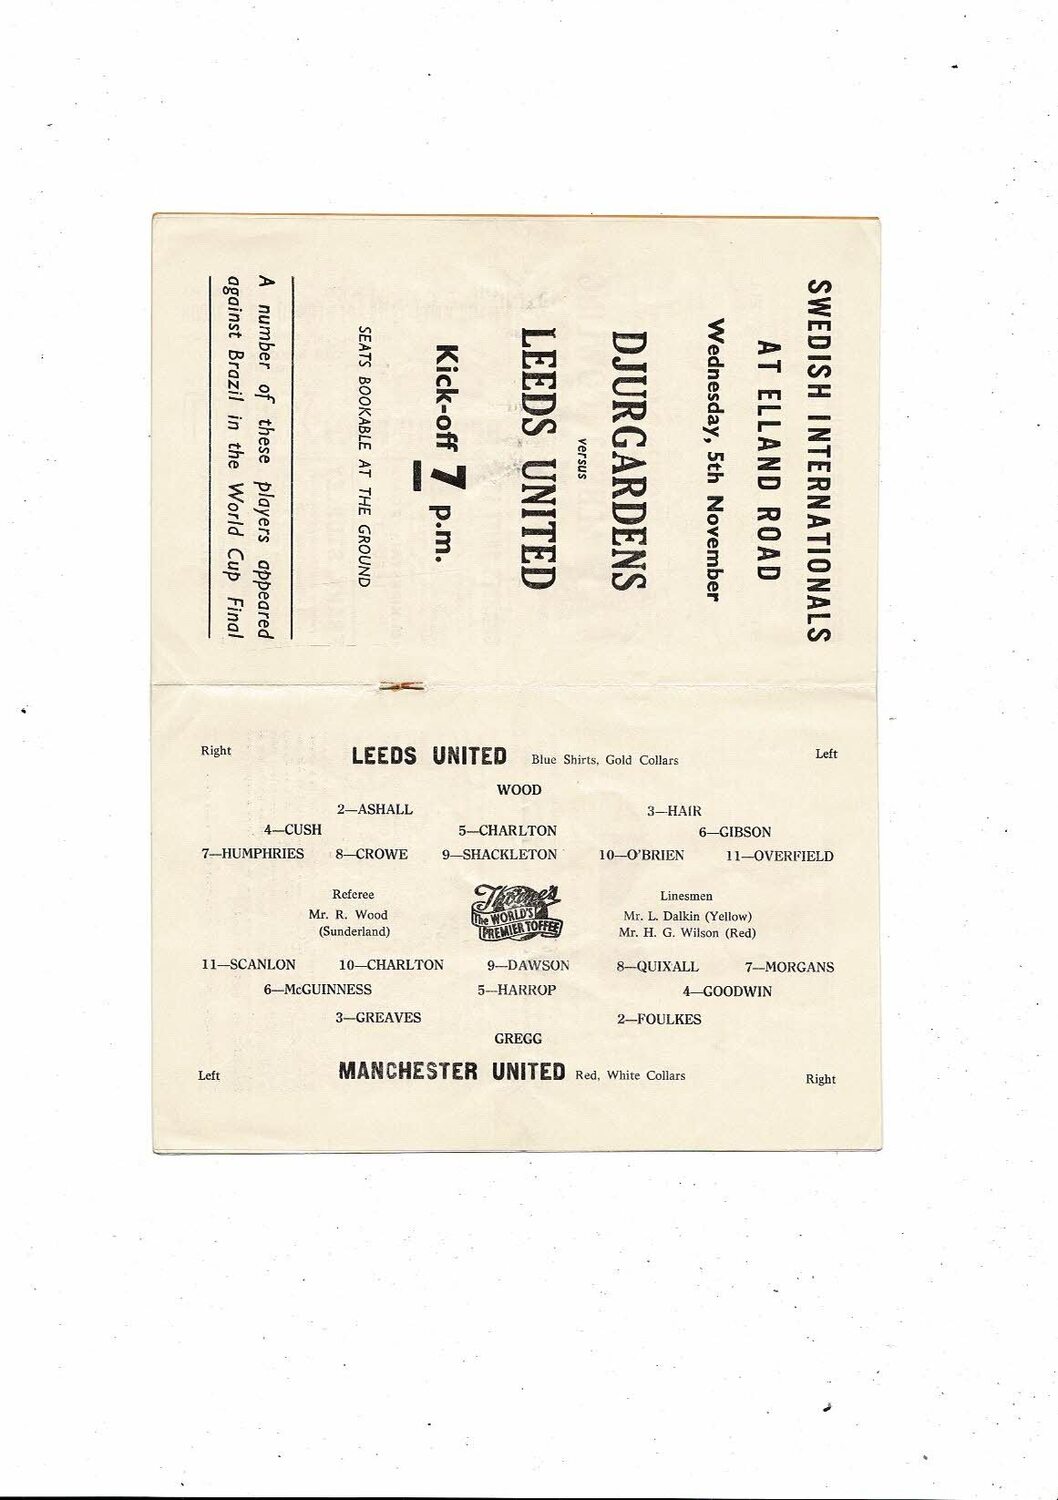 SWEDISH INTERNATIONALS
AT ELLAND ROAD
Wednesday, 5th November
DJURGARDENS
versus
LEEDS UNITED
Kick-off 7 p.m.
SEATS BOOKABLE AT THE GROUND
A number of these players appeared
against Brazil in the World Cup Final
Right LEEDS UNITED Blue Shirts, Gold Collars Left
WOOD
2—ASHALL 3—HAIR
4—CUSH 5—CHARLTON 6—GIBSON
7—HUMPHRIES 8—CROWE 9—SHACKLETON 10—O'BRIEN 11—OVERFIELD
Referee Linesmen
Mr. R. Wood Mr. L. Dalkin (Yellow)
(Sunderland) Mr. H. G. Wilson (Red)
Thorne's
The WORLD'S
PREMIER TOFFEE
11—SCANLON 10—CHARLTON 9—DAWSON 8—QUIXALL 7—MORGANS
6—McGUINNESS 5—HARROP 4—GOODWIN
3—GREAVES 2—FOULKES
GREGG
Left MANCHESTER UNITED Red, White Collars Right